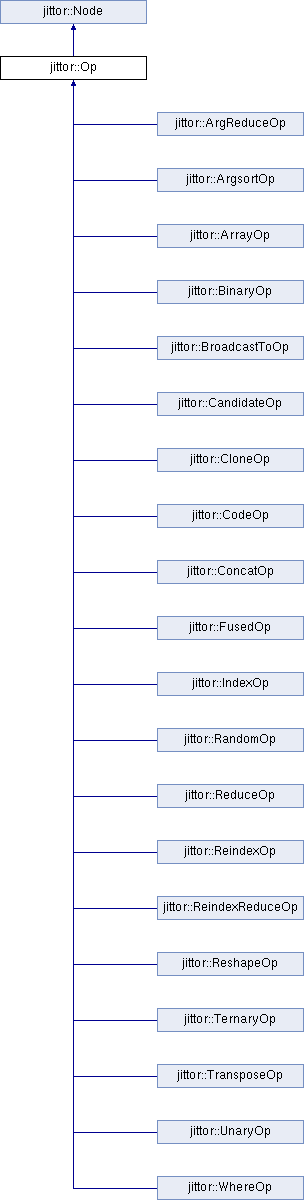 jittor::Node
jittor::Op
jittor::ArgReduceOp
jittor::ArgsortOp
jittor::ArrayOp
jittor::BinaryOp
jittor::BroadcastToOp
jittor::CandidateOp
jittor::CloneOp
jittor::CodeOp
jittor::ConcatOp
jittor::FusedOp
jittor::IndexOp
jittor::RandomOp
jittor::ReduceOp
jittor::ReindexOp
jittor::ReindexReduceOp
jittor::ReshapeOp
jittor::TernaryOp
jittor::TransposeOp
jittor::UnaryOp
jittor::WhereOp